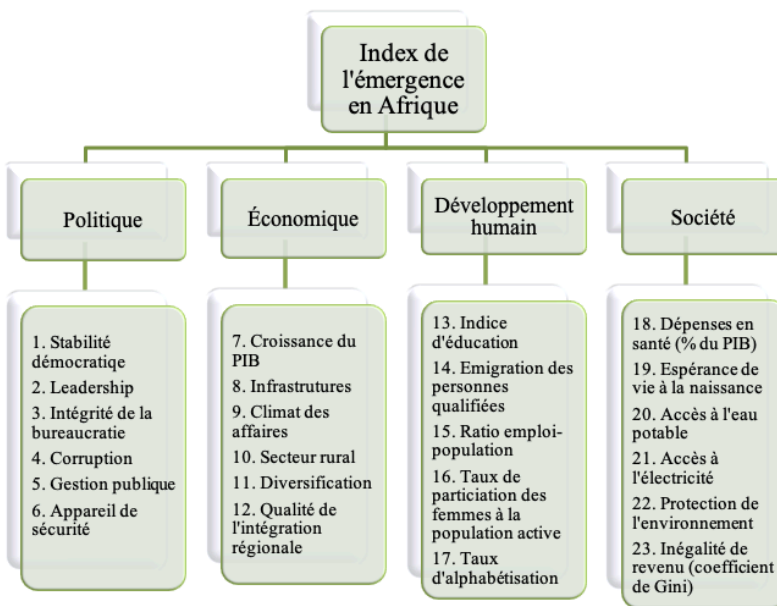 Index de
l'émergence
en Afrique
Politique
Économique
Développement
humain
Société
1. Stabilité
démocratiqe
2. Leadership
3. Intégrité de la
bureaucratie
4. Corruption
5. Gestion publique
6. Appareil de
sécurité
7. Croissance du
PIB
8. Infrastrutures
9. Climat des
affaires
10. Secteur rural
11. Diversification
12. Qualité de
l'intégration
régionale
13. Indice
d'éducation
14. Emigration des
personnes
qualifiées
15. Ratio emploi-
population
16. Taux de
particiation des
femmes à la
population active
17. Taux
d'alphabétisation
18. Dépenses en
santé (% du PIB)
19. Espérance de
vie à la naissance
20. Accès à l'eau
potable
21. Accès à
l'électricité
22. Protection de
l'environnement
23. Inégalité de
revenu (coefficient
de Gini)